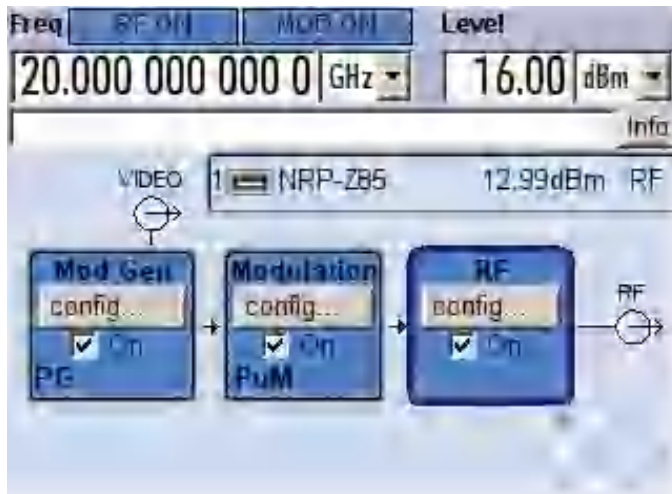 Freq RF ON MOD ON Level
20.000 000 000 0 GHz 16.00 dBm
Info
VIDEO 1 NRP-Z85 12.99dBm RF
Mod Gen Modulation RF
config... config... config... RF
On On On
PG PuM